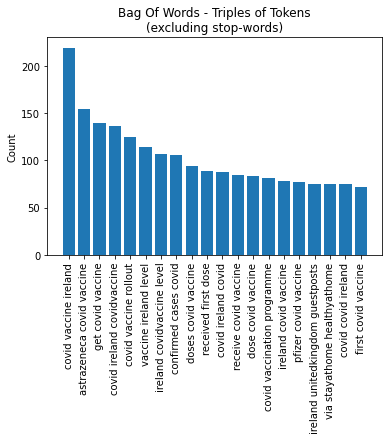 Bag Of Words - Triples of Tokens
(excluding stop-words)
Count
200
150
100
50
0
covid vaccine ireland
astrazeneca covid vaccine
get covid vaccine
covid ireland covidvaccine
covid vaccine rollout
vaccine ireland level
ireland covidvaccine level
confirmed cases covid
doses covid vaccine
received first dose
covid ireland covid
receive covid vaccine
dose covid vaccine
covid vaccination programme
ireland covid vaccine
pfizer covid vaccine
ireland unitedkingdom guestposts
via stayathome healthyathome
covid covid ireland
first covid vaccine